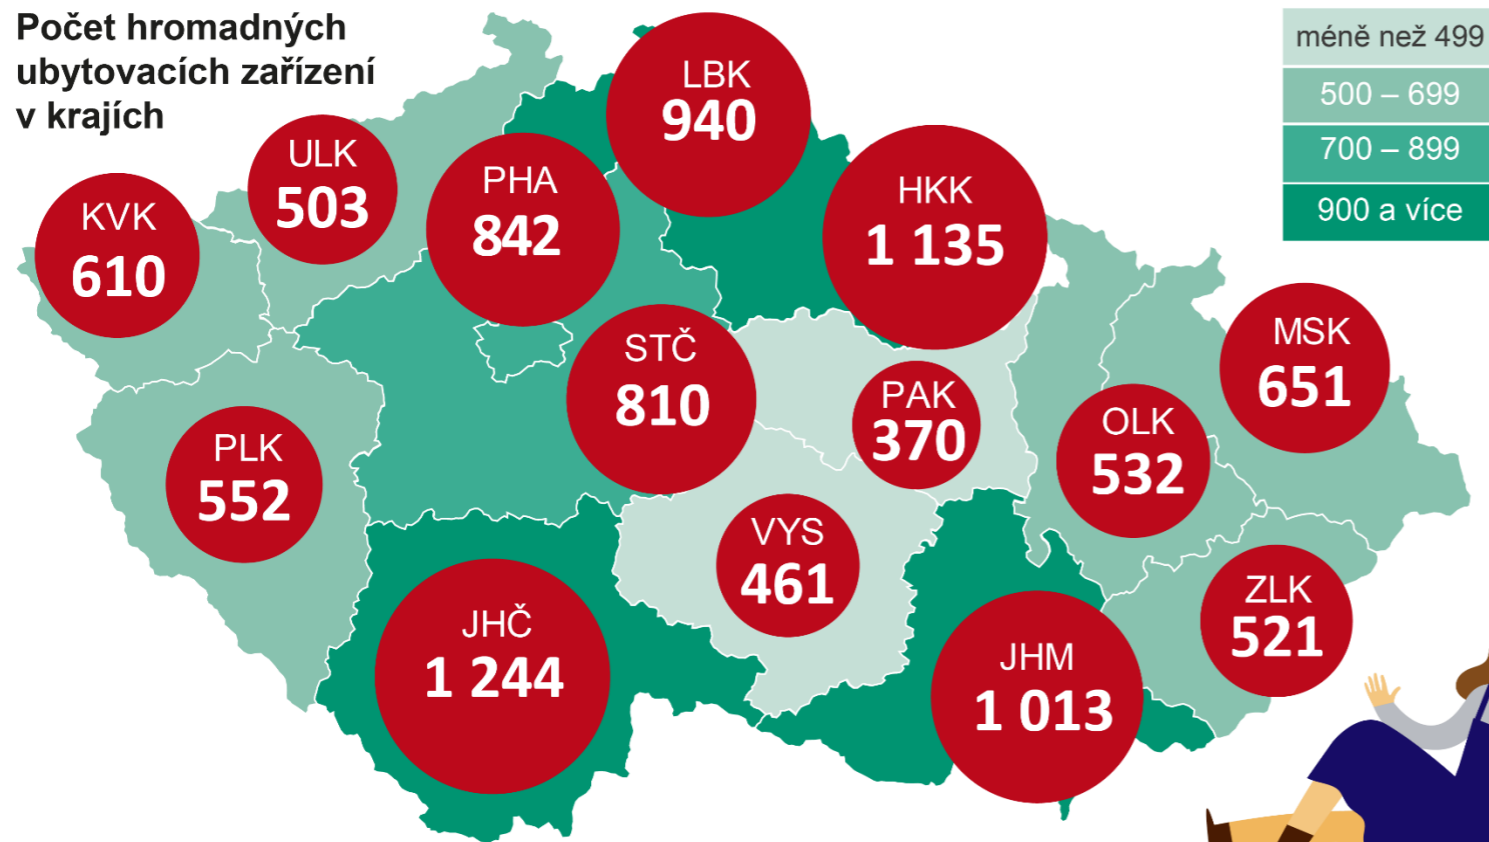 Počet hromadných
ubytovacích zařízení
v krajích
méně než 499
500 – 699
700 – 899
900 a více
LBK
940
ULK
503
PHA
842
HKK
1 135
KVK
610
STČ
810
MSK
651
PAK
370
OLK
532
PLK
552
VYS
461
ZLK
521
JHČ
1 244
JHM
1 013